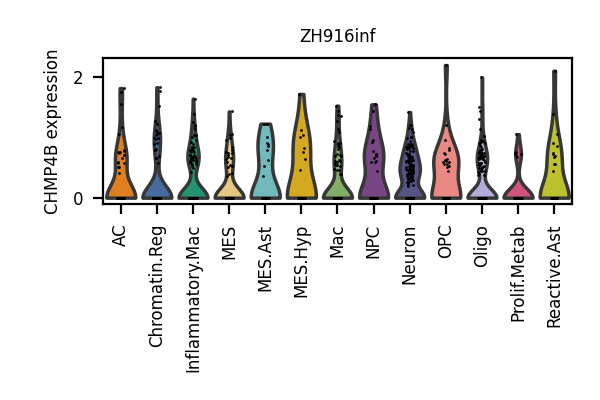 ZH916inf
CHMP4B expression
2
0
AC
Chromatin.Reg
Inflammatory.Mac
MES
MES.Ast
MES.Hyp
Mac
NPC
Neuron
OPC
Oligo
Prolif.Metab
Reactive.Ast